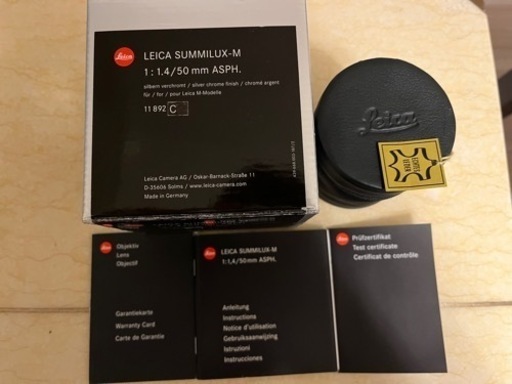 Leica
LEICA SUMMILUX-M
1:1.4/50 mm ASPH.
silbern verchromt / silver chrome finish / chromé argent
für / for / pour Leica M-Modelle
11 892 C
Leica Camera AG / Oskar-Barnack-Straße 11
D-35606 Solms / www.leica-camera.com
Made in Germany
Leica
Objektiv
Lens
Objectif
Garantiekarte
Warranty Card
Carte de Garantie
LEICA SUMMILUX-M
1:1,4/50mm ASPH.
Anleitung
Instructions
Notice d'utilisation
Gebruiksaanwijzing
Istruzioni
Instrucciones
Prüfzertifikat
Test certificate
Certificat de contrôle